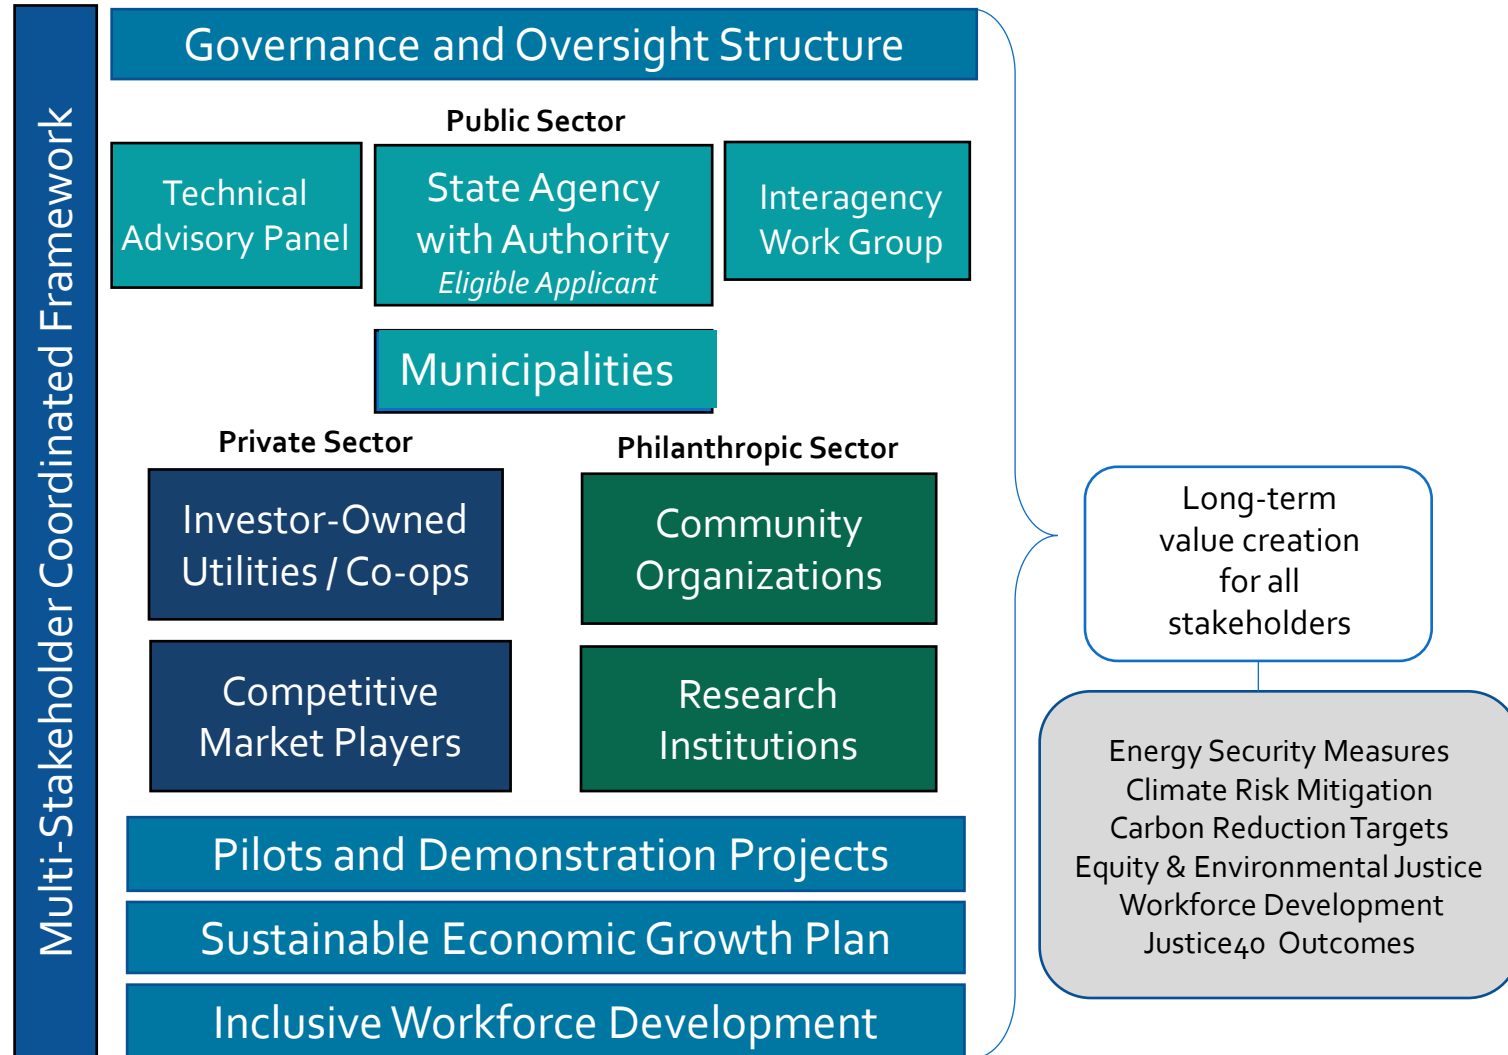 Multi-Stakeholder Coordinated Framework
Governance and Oversight Structure
Public Sector
Technical
Advisory Panel
State Agency
with Authority
Eligible Applicant
Interagency
Work Group
Municipalities
Private Sector
Investor-Owned
Utilities / Co-ops
Competitive
Market Players
Philanthropic Sector
Community
Organizations
Research
Institutions
Pilots and Demonstration Projects
Sustainable Economic Growth Plan
Inclusive Workforce Development
Long-term
value creation
for all
stakeholders
Energy Security Measures
Climate Risk Mitigation
Carbon Reduction Targets
Equity & Environmental Justice
Workforce Development
Justice40 Outcomes